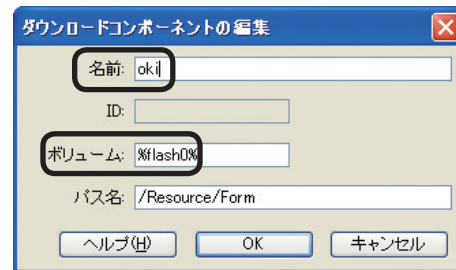 ダウンロードコンポーネントの編集
名前: oki
ID:
ボリューム: %flash0%
パス名: /Resource/Form
ヘルプ(H) OK キャンセル